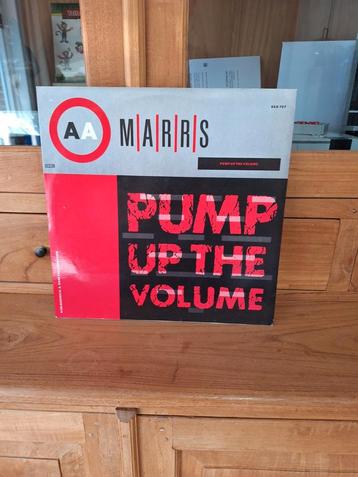 AA
M|A|R|R|S
PUMP UP THE VOLUME
PUMP
UP THE
VOLUME